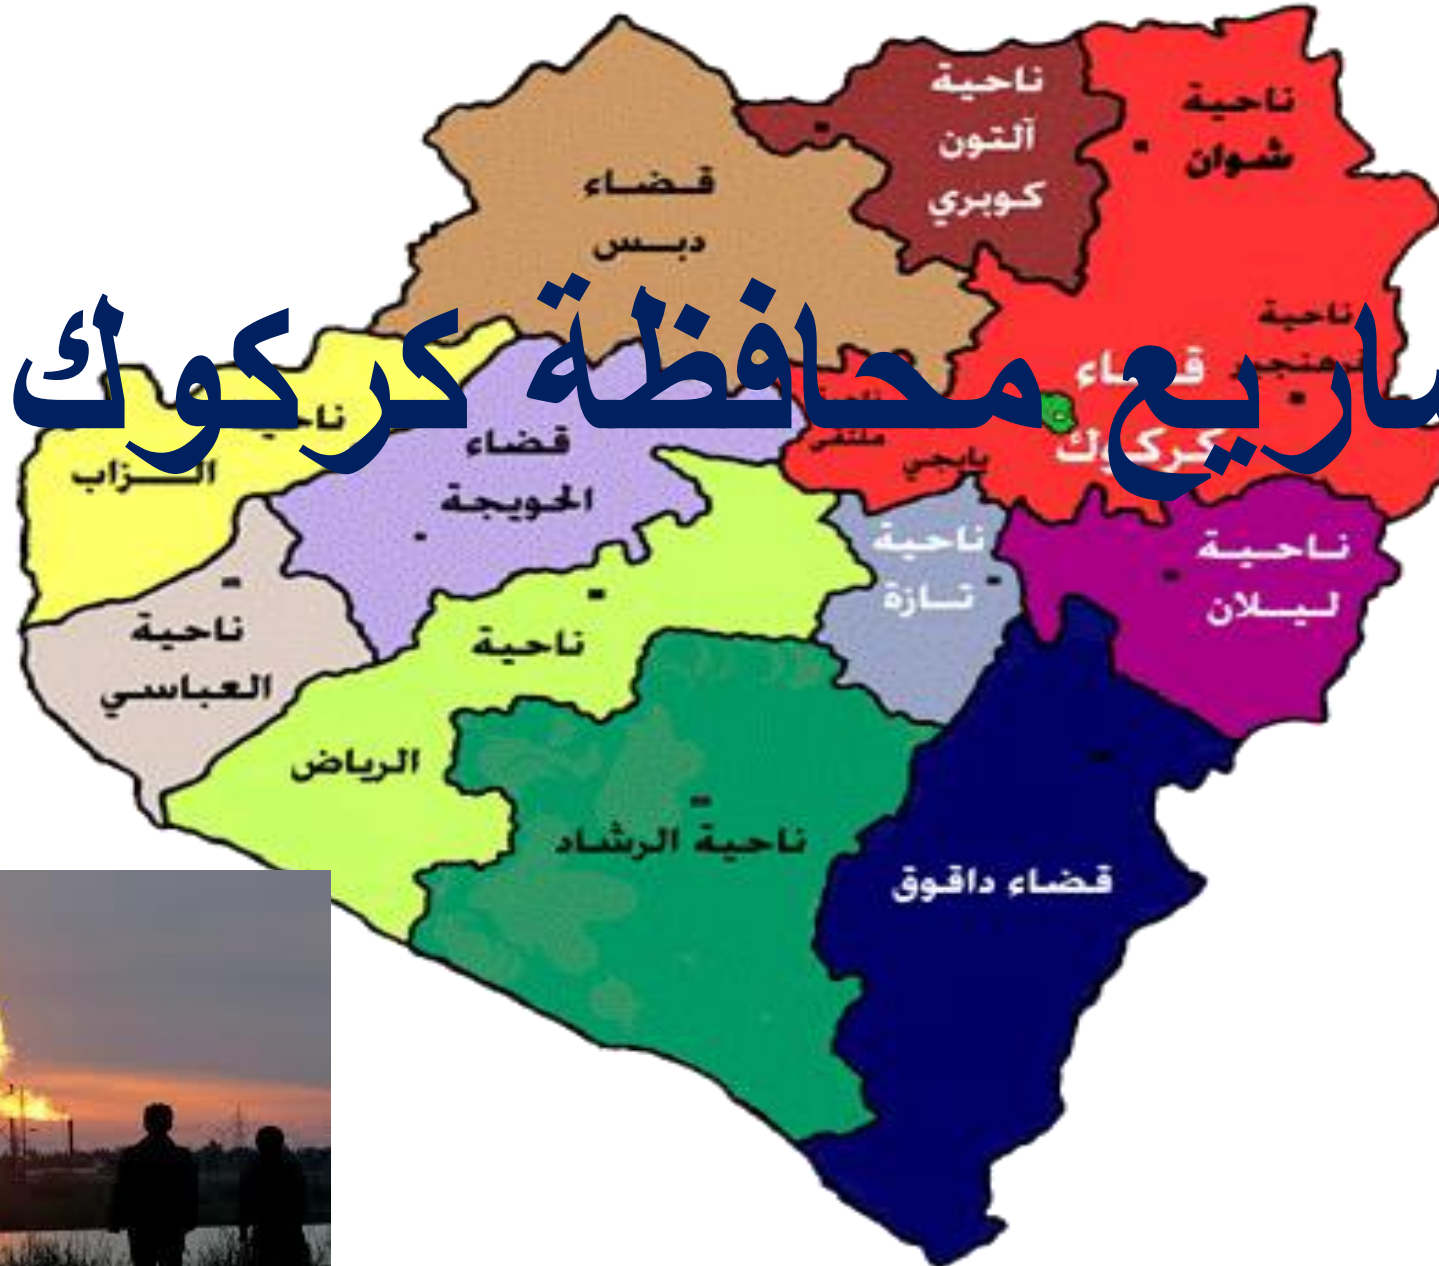 ناحية
شوان
ناحية
آلتون
كوبري
قضاء
دبس
ناحية
محافظة كركوك
قضاء
كركوك
ملتقى
يايجي
الزاب
قضاء
الحويجة
ناحية
ليلان
ناحية
تازة
ناحية
العباسي
ناحية
الرياض
ناحية الرشاد
قضاء داقوق